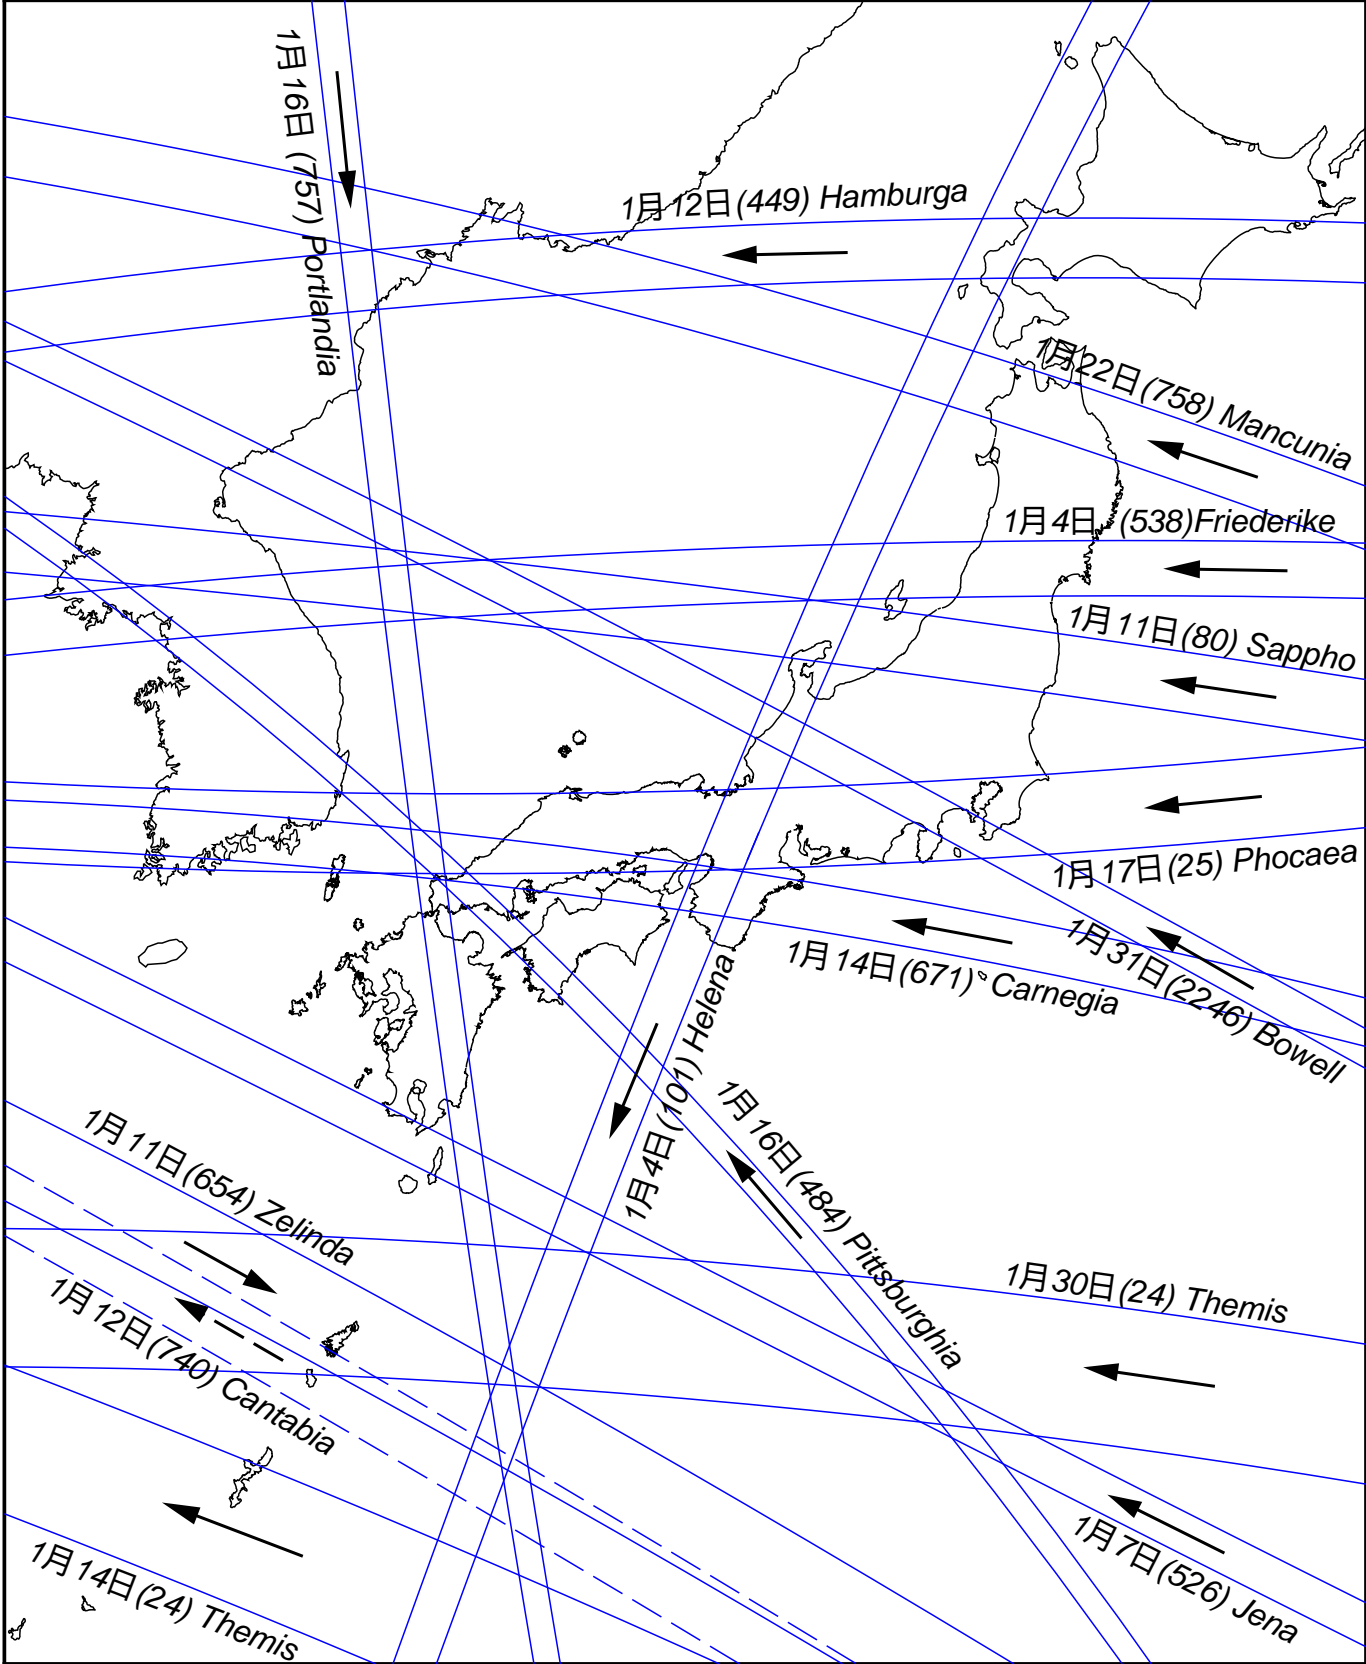 1月16日 (757) Portlandia
1月12日(449) Hamburga
1月22日(758) Mancunia
1月4日 (538)Friederike
1月11日(80) Sappho
1月17日(25) Phocaea
1月31日(2246) Bowell
1月14日(671) Carnegia
1月4日(101) Helena
1月16日(484) Pittsburghia
1月11日(654) Zelinda
1月30日(24) Themis
1月12日(740) Cantabia
1月7日(526) Jena
1月14日(24) Themis